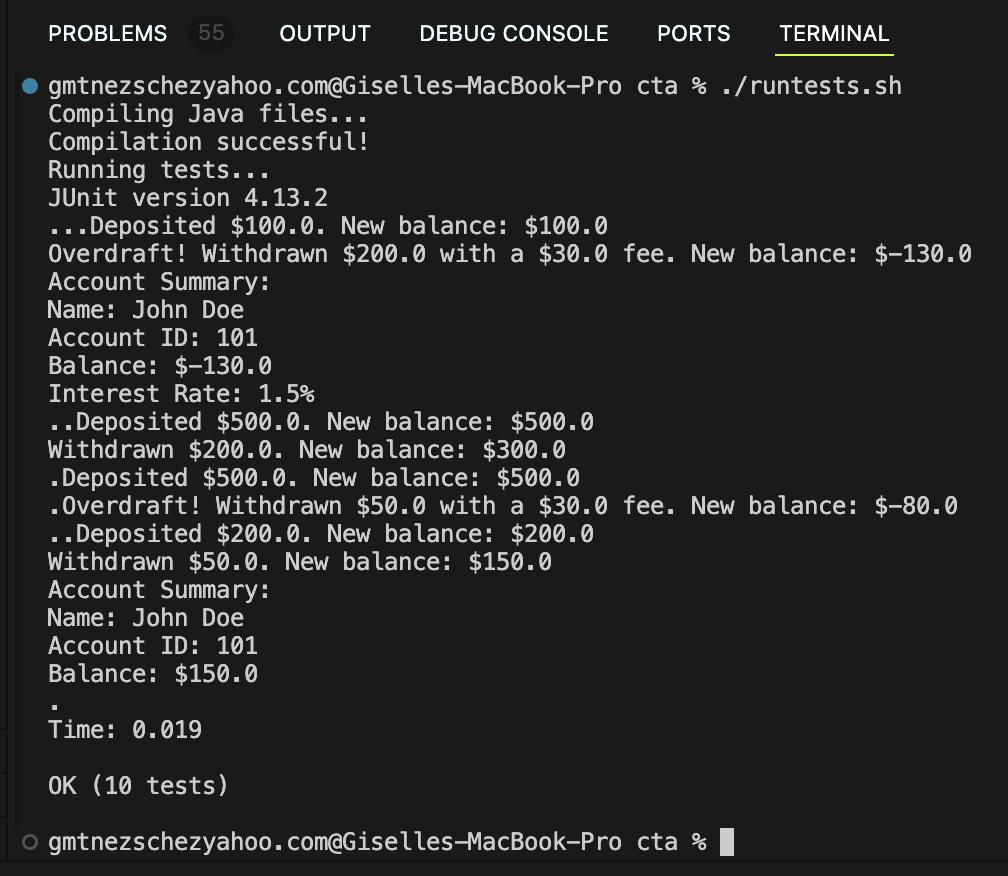 PROBLEMS 55 OUTPUT DEBUG CONSOLE PORTS TERMINAL
gmtnezschezyahoo.com@Giselles-MacBook-Pro cta % ./runtests.sh
Compiling Java files...
Compilation successful!
Running tests...
JUnit version 4.13.2
...Deposited $100.0. New balance: $100.0
Overdraft! Withdrawn $200.0 with a $30.0 fee. New balance: $-130.0
Account Summary:
Name: John Doe
Account ID: 101
Balance: $-130.0
Interest Rate: 1.5%
..Deposited $500.0. New balance: $500.0
Withdrawn $200.0. New balance: $300.0
.Deposited $500.0. New balance: $500.0
.Overdraft! Withdrawn $50.0 with a $30.0 fee. New balance: $-80.0
..Deposited $200.0. New balance: $200.0
Withdrawn $50.0. New balance: $150.0
Account Summary:
Name: John Doe
Account ID: 101
Balance: $150.0
.
Time: 0.019
OK (10 tests)
gmtnezschezyahoo.com@Giselles-MacBook-Pro cta %